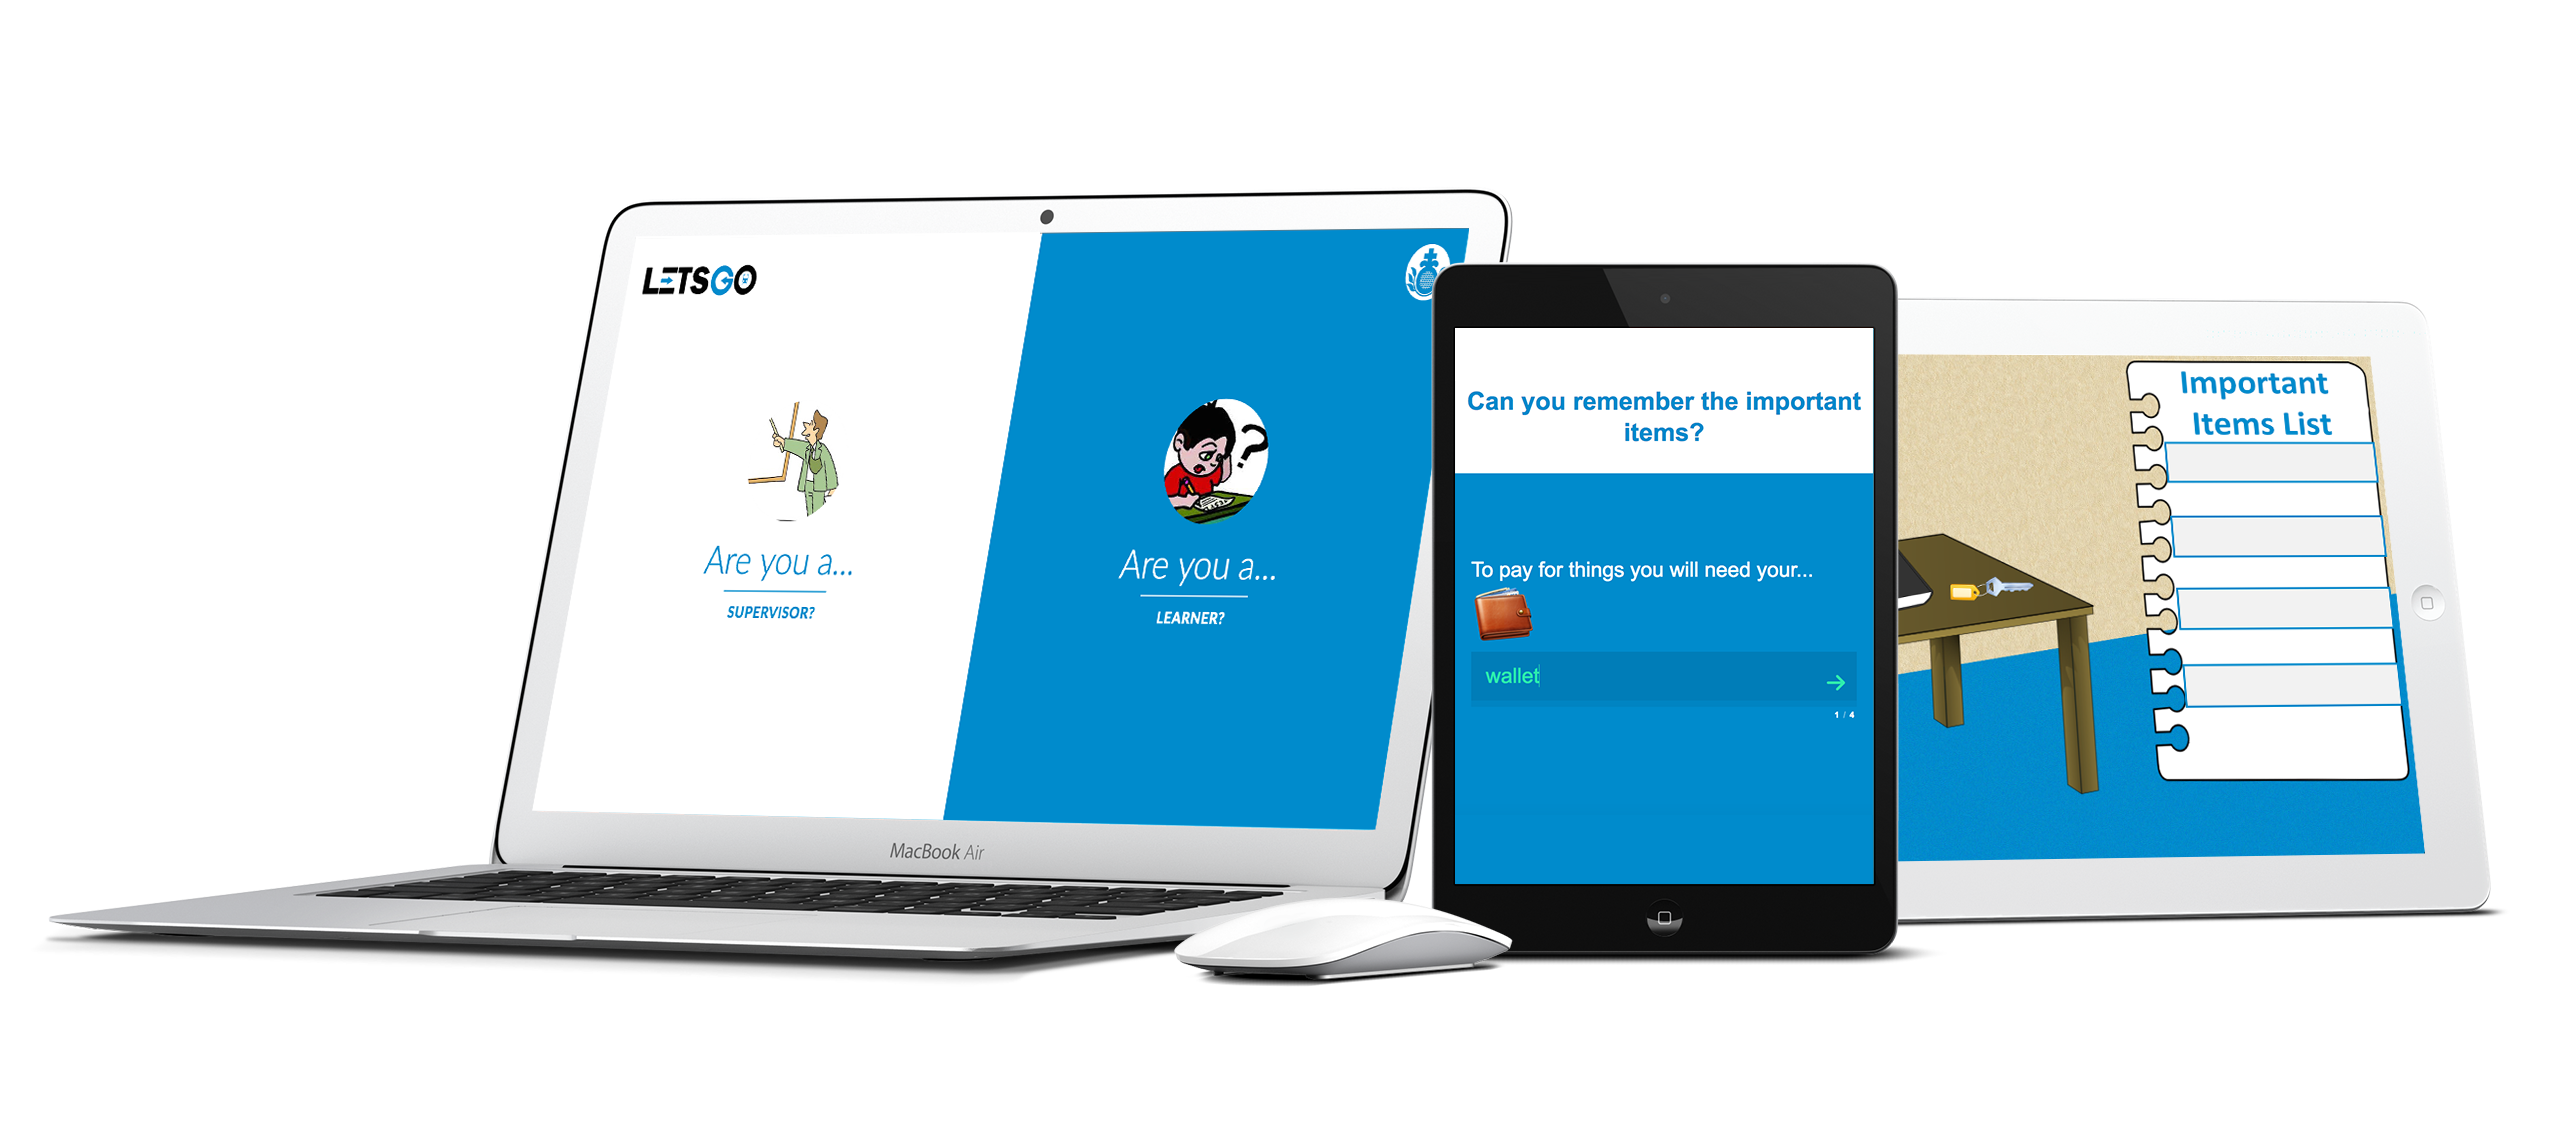 LETSGO
Are you a...
SUPERVISOR?
Are you a...
LEARNER?
MacBook Air
Can you remember the important
items?
To pay for things you will need your...
wallet
1 / 4
Important
Items List